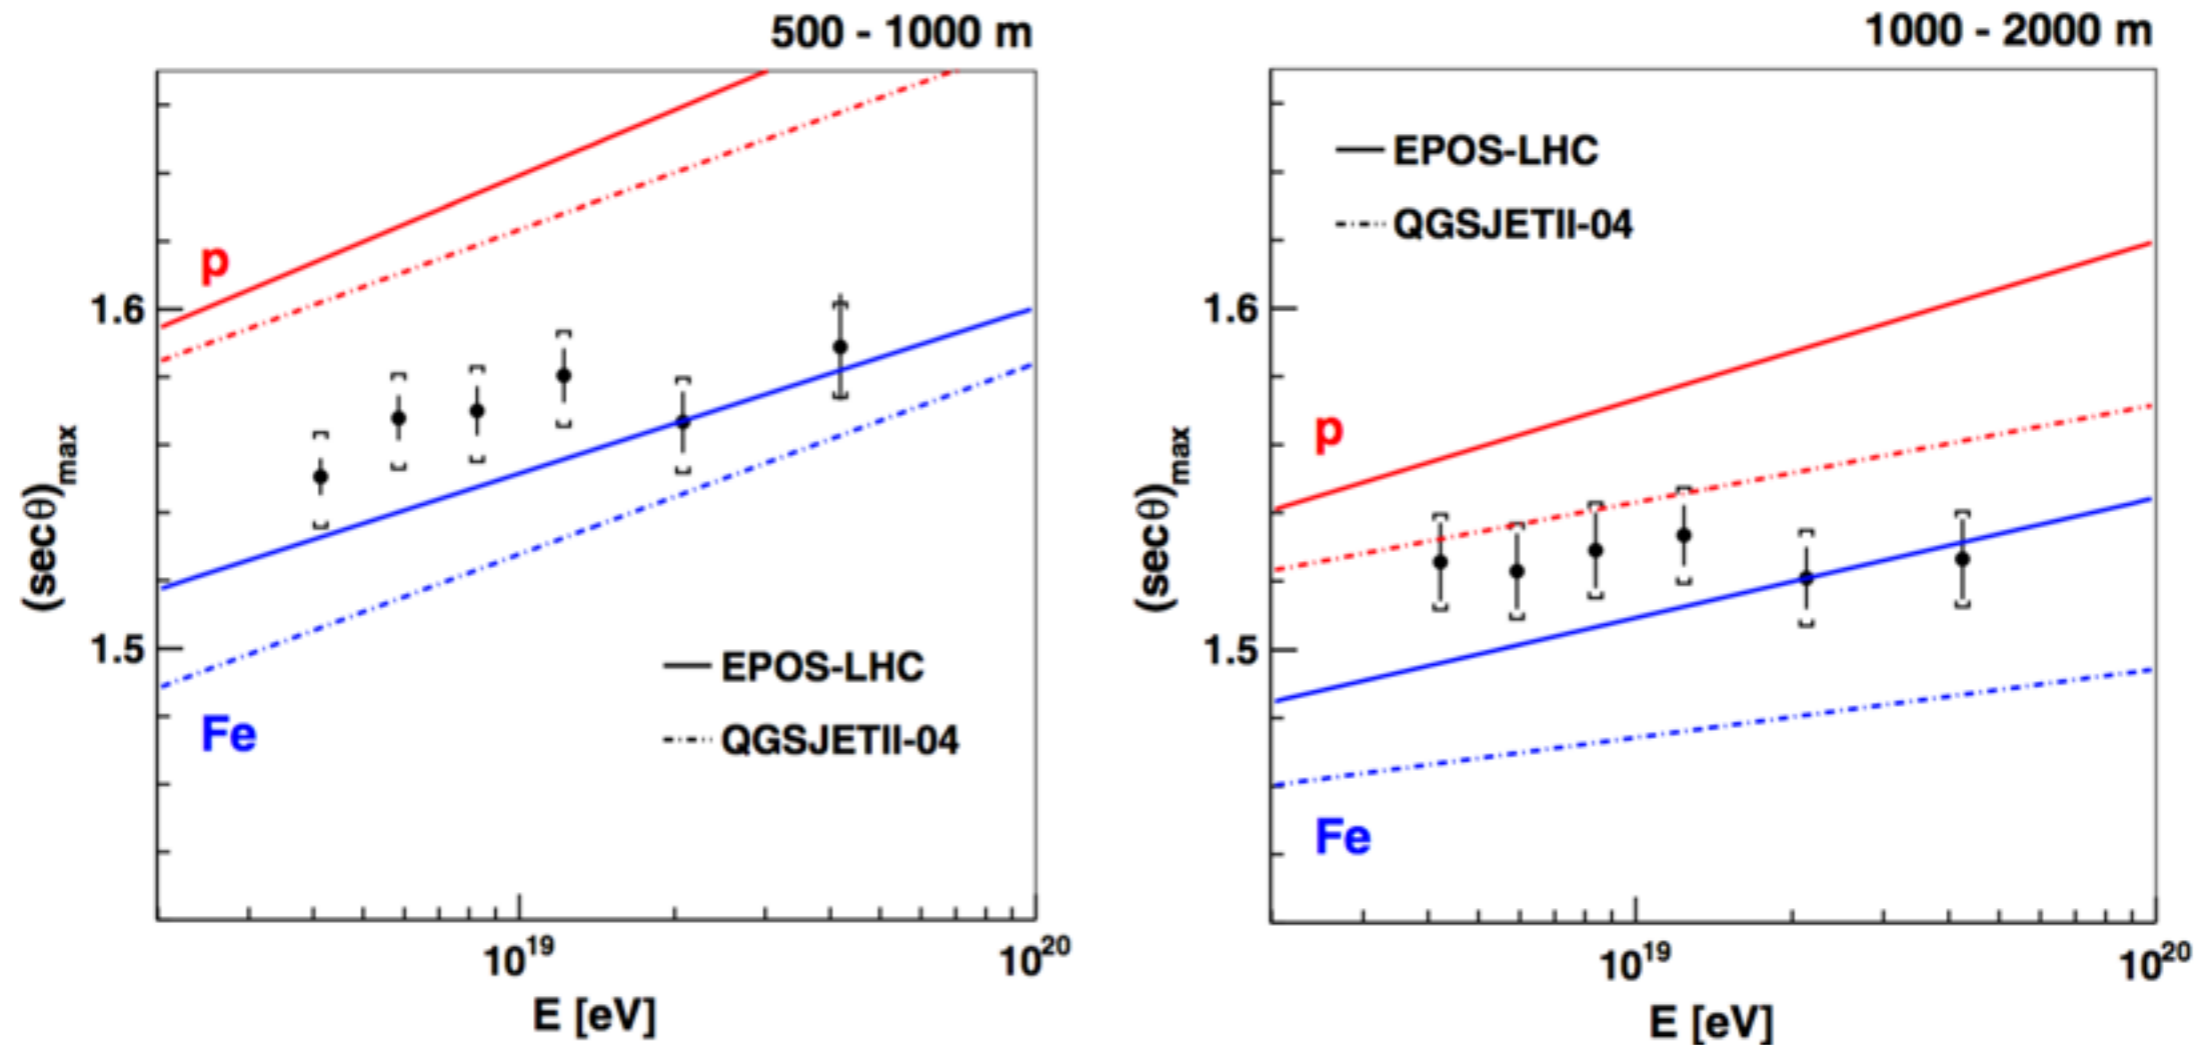 500 - 1000 m
p
1.6
1.5
(secθ)max
Fe
EPOS-LHC
QGSJETII-04
10^19
10^20
E [eV]
1000 - 2000 m
EPOS-LHC
QGSJETII-04
1.6
p
1.5
(secθ)max
Fe
10^19
10^20
E [eV]